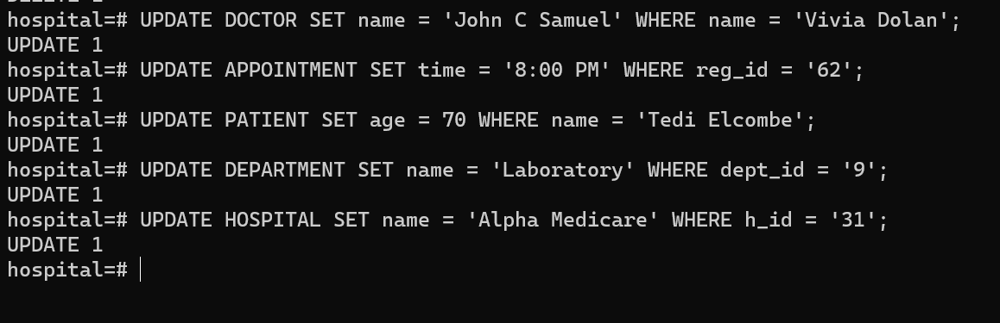 hospital=# UPDATE DOCTOR SET name = 'John C Samuel' WHERE name = 'Vivia Dolan';
UPDATE 1
hospital=# UPDATE APPOINTMENT SET time = '8:00 PM' WHERE reg_id = '62';
UPDATE 1
hospital=# UPDATE PATIENT SET age = 70 WHERE name = 'Tedi Elcombe';
UPDATE 1
hospital=# UPDATE DEPARTMENT SET name = 'Laboratory' WHERE dept_id = '9';
UPDATE 1
hospital=# UPDATE HOSPITAL SET name = 'Alpha Medicare' WHERE h_id = '31';
UPDATE 1
hospital=#